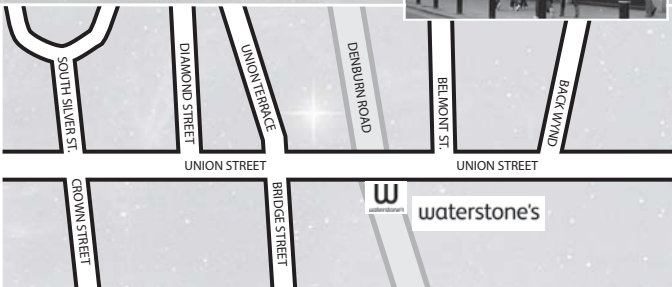 SOUTH SILVER ST.
DIAMOND STREET
UNION TERRACE
DENBURN ROAD
BELMONT ST.
BACK WYND
UNION STREET
UNION STREET
CROWN STREET
BRIDGE STREET
W
waterstone's
waterstone's